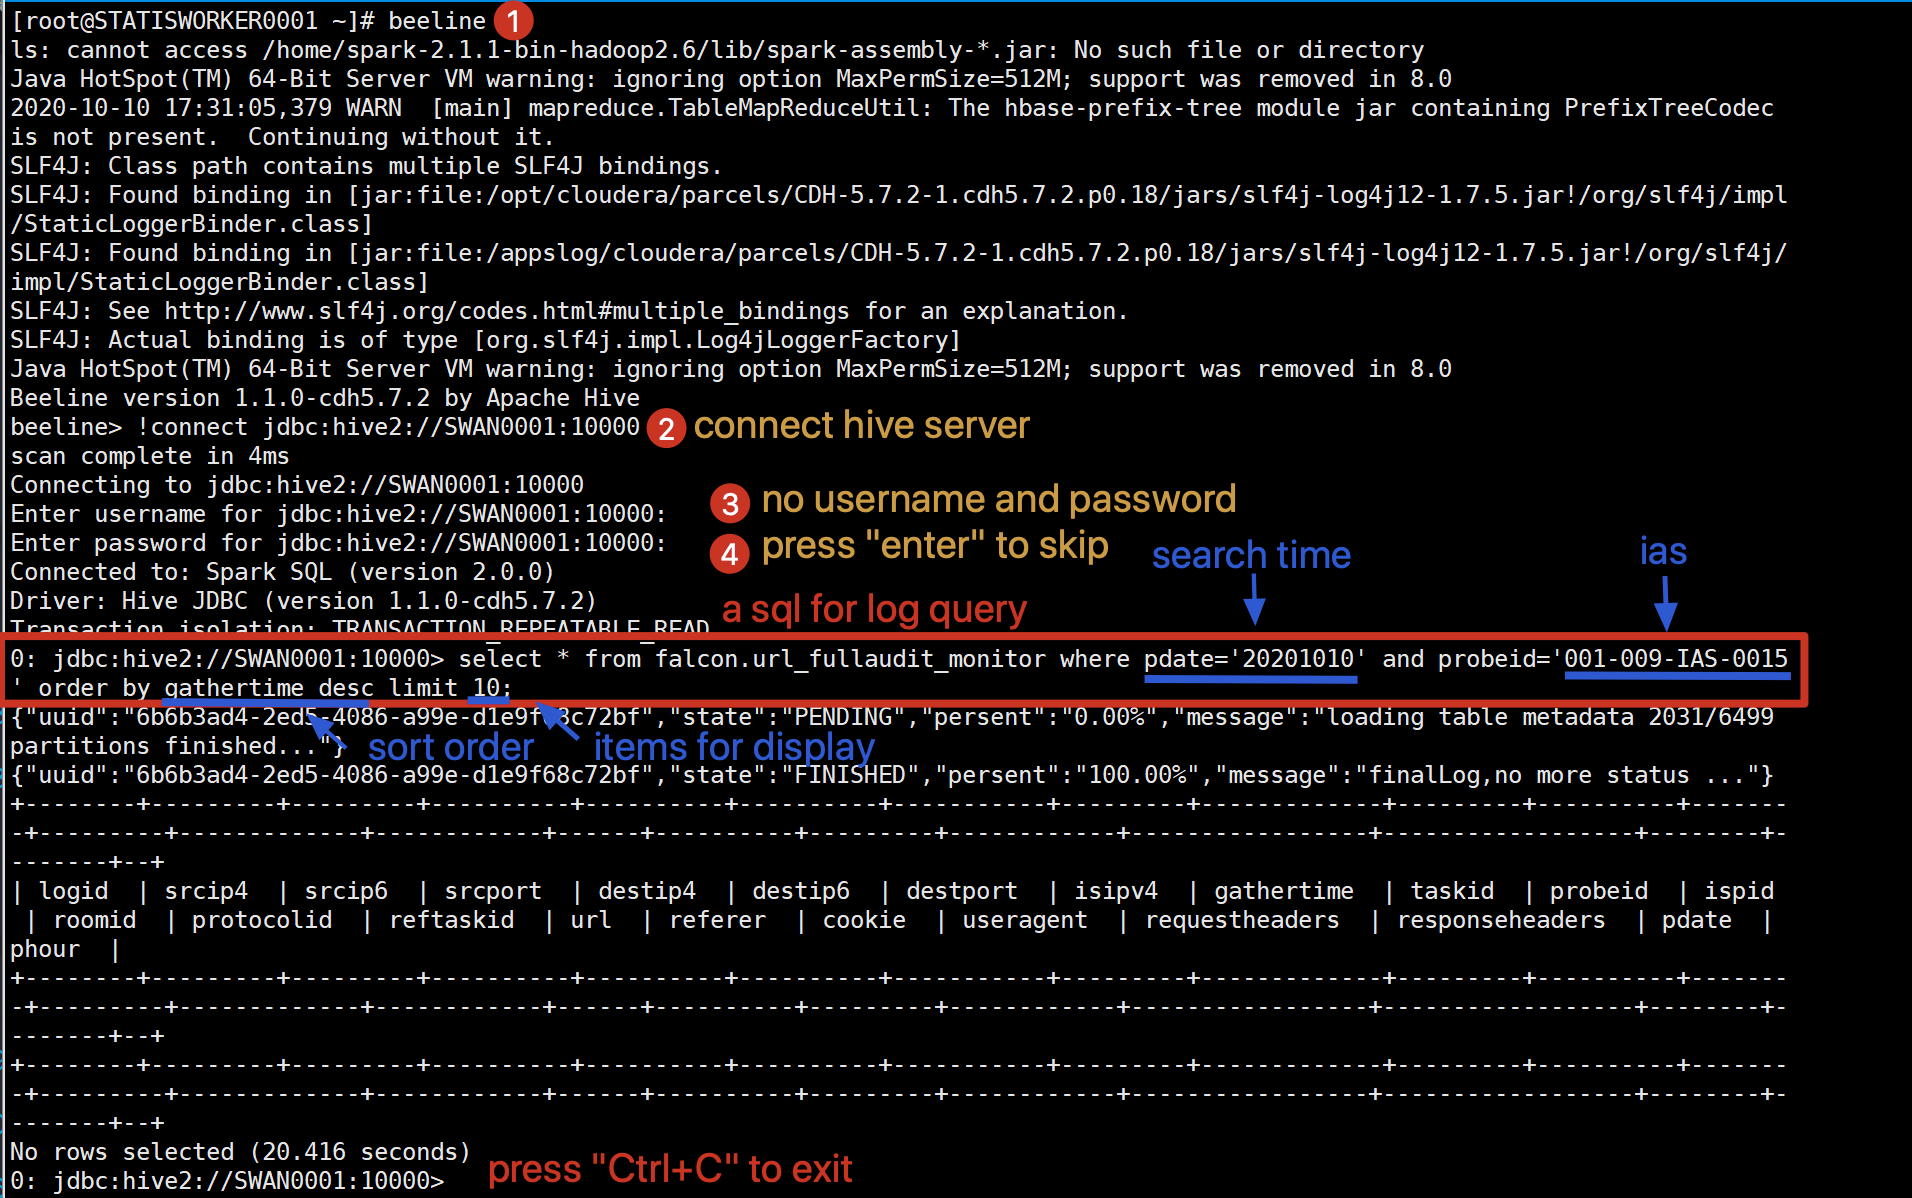 [root@STATISWORKER0001 ~]# beeline 1
ls: cannot access /home/spark-2.1.1-bin-hadoop2.6/lib/spark-assembly-*.jar: No such file or directory
Java HotSpot(TM) 64-Bit Server VM warning: ignoring option MaxPermSize=512M; support was removed in 8.0
2020-10-10 17:31:05,379 WARN  [main] mapreduce.TableMapReduceUtil: The hbase-prefix-tree module jar containing PrefixTreeCodec
is not present.  Continuing without it.
SLF4J: Class path contains multiple SLF4J bindings.
SLF4J: Found binding in [jar:file:/opt/cloudera/parcels/CDH-5.7.2-1.cdh5.7.2.p0.18/jars/slf4j-log4j12-1.7.5.jar!/org/slf4j/impl
/StaticLoggerBinder.class]
SLF4J: Found binding in [jar:file:/appslog/cloudera/parcels/CDH-5.7.2-1.cdh5.7.2.p0.18/jars/slf4j-log4j12-1.7.5.jar!/org/slf4j/
impl/StaticLoggerBinder.class]
SLF4J: See http://www.slf4j.org/codes.html#multiple_bindings for an explanation.
SLF4J: Actual binding is of type [org.slf4j.impl.Log4jLoggerFactory]
Java HotSpot(TM) 64-Bit Server VM warning: ignoring option MaxPermSize=512M; support was removed in 8.0
Beeline version 1.1.0-cdh5.7.2 by Apache Hive
beeline> !connect jdbc:hive2://SWAN0001:10000 2 connect hive server
scan complete in 4ms
Connecting to jdbc:hive2://SWAN0001:10000
3 no username and password
Enter username for jdbc:hive2://SWAN0001:10000:
Enter password for jdbc:hive2://SWAN0001:10000:
4 press "enter" to skip
search time
ias
Connected to: Spark SQL (version 2.0.0)
Driver: Hive JDBC (version 1.1.0-cdh5.7.2)
a sql for log query
Transaction isolation: TRANSACTION_REPEATABLE_READ
0: jdbc:hive2://SWAN0001:10000> select * from falcon.url_fullaudit_monitor where pdate='20201010' and probeid='001-009-IAS-0015
' order by gathertime desc limit 10;
{"uuid":"6b6b3ad4-2ed5-4086-a99e-d1e9f68c72bf","state":"PENDING","persent":"0.00%","message":"loading table metadata 2031/6499
partitions finished..."}
sort order
items for display
{"uuid":"6b6b3ad4-2ed5-4086-a99e-d1e9f68c72bf","state":"FINISHED","persent":"100.00%","message":"finalLog,no more status ..."}
+--------+---------+---------+----------+----------+----------+-----------+---------+-------------+---------+----------+-------
-+---------+-------------+------------+------+----------+---------+------------+-----------------+------------------+--------+-
-------+--+
| logid  | srcip4  | srcip6  | srcport  | destip4  | destip6  | destport  | isipv4  | gathertime  | taskid  | probeid  | ispid
 | roomid  | protocolid  | reftaskid  | url  | referer  | cookie  | useragent  | requestheaders  | responseheaders  | pdate  |
phour  |
+--------+---------+---------+----------+----------+----------+-----------+---------+-------------+---------+----------+-------
-+---------+-------------+------------+------+----------+---------+------------+-----------------+------------------+--------+-
-------+--+
+--------+---------+---------+----------+----------+----------+-----------+---------+-------------+---------+----------+-------
-+---------+-------------+------------+------+----------+---------+------------+-----------------+------------------+--------+-
-------+--+
No rows selected (20.416 seconds)
0: jdbc:hive2://SWAN0001:10000>
press "Ctrl+C" to exit